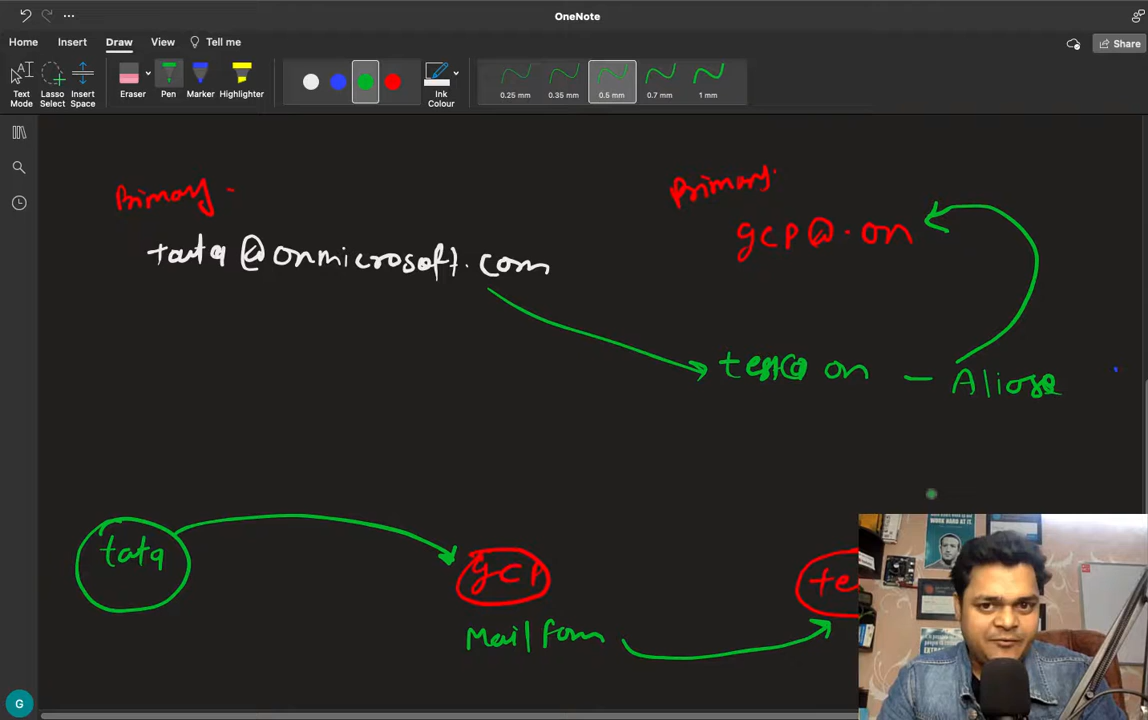 OneNote
Home Insert Draw View Tell me
Share
Text Mode
Lasso Select
Insert Space
Eraser
Pen
Marker
Highlighter
Ink Colour
0.25 mm
0.35 mm
0.5 mm
0.7 mm
1 mm
Primary
Primary
tata@onmicrosoft.com
gcp@.on
on - Aliase
tata
gcp
te
Mail
G